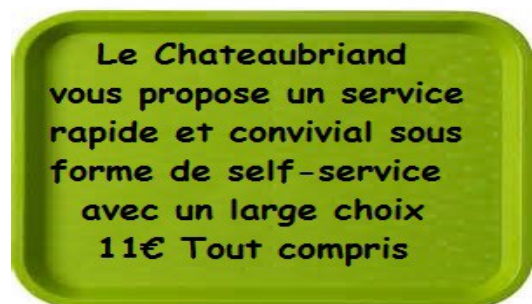 Le Chateaubriand
vous propose un service
rapide et convivial sous
forme de self-service
avec un large choix
11€ Tout compris